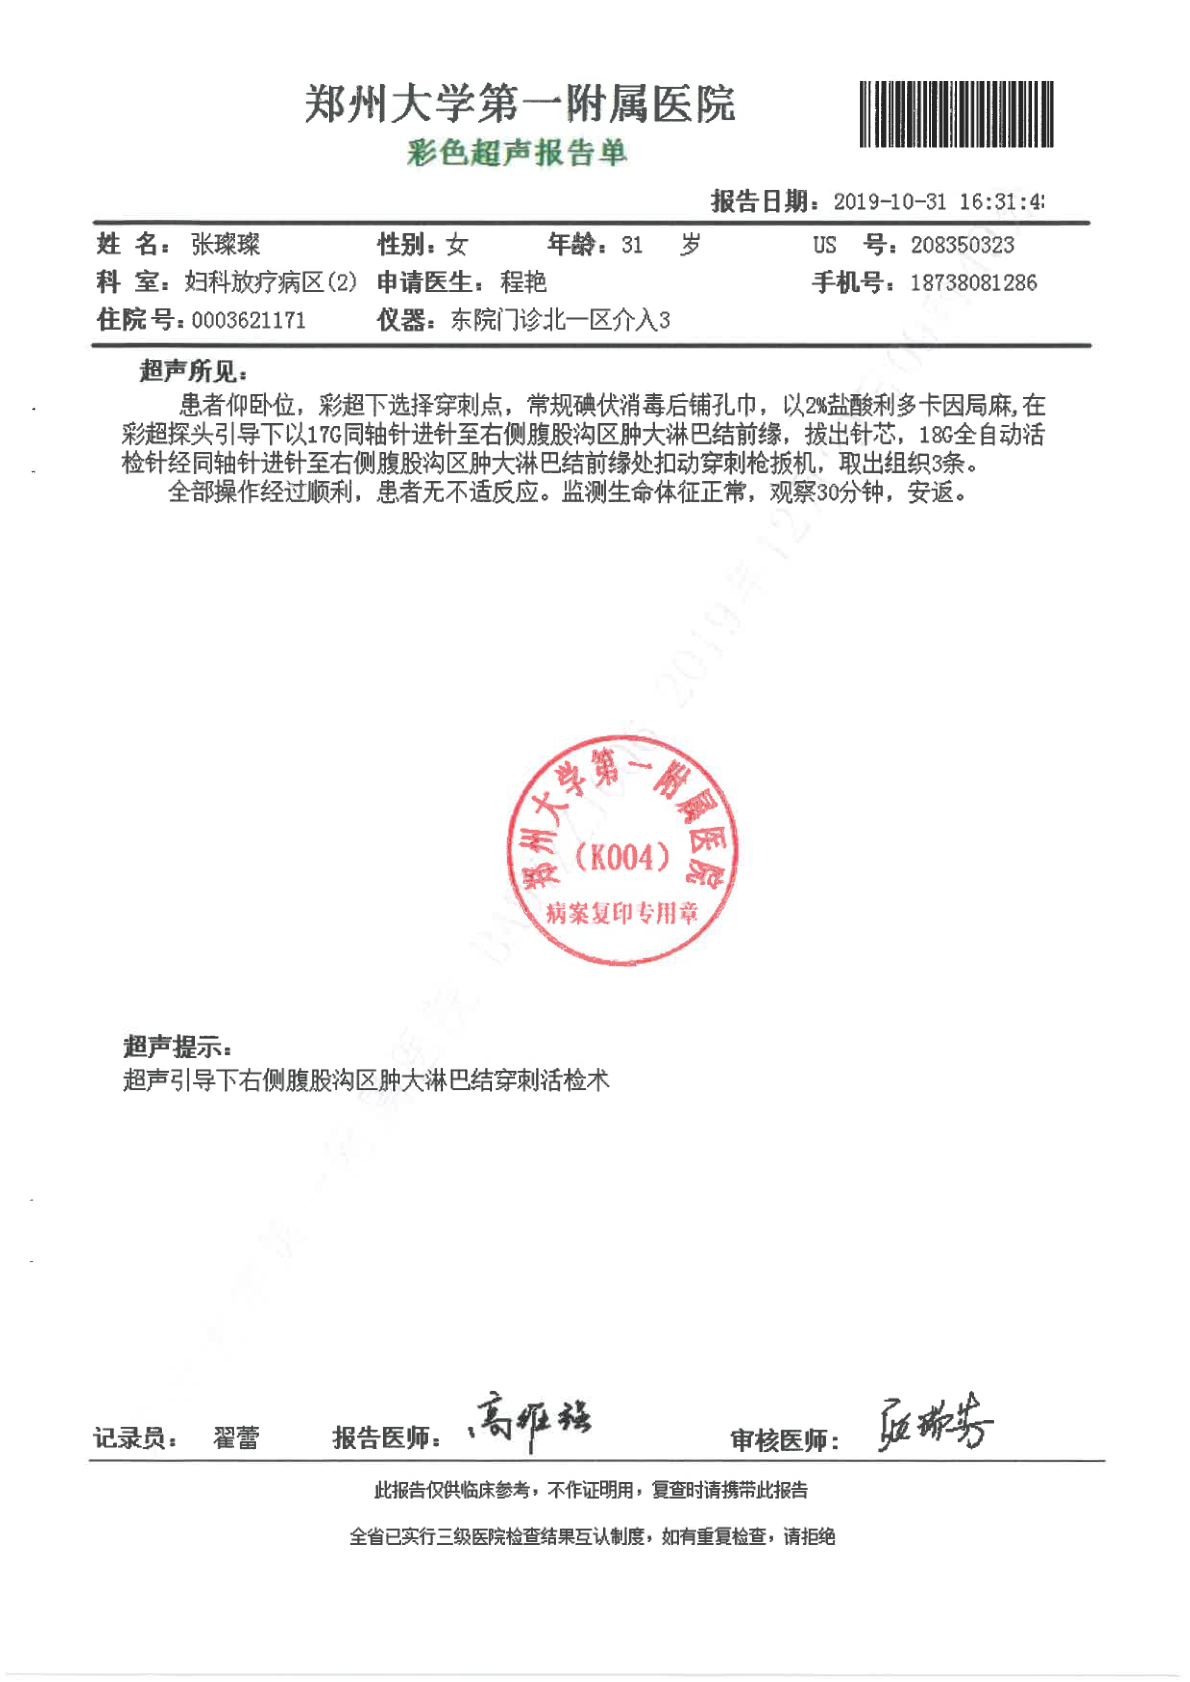 郑州大学第一附属医院
彩色超声报告单
报告日期：2019-10-31 16:31:4
姓 名：张璨璨 性别：女 年龄：31 岁 US 号：208350323
科 室：妇科放疗病区(2) 申请医生：程艳 手机号：18738081286
住院号：0003621171 仪器：东院门诊北一区介入3
超声所见：
患者仰卧位，彩超下选择穿刺点，常规碘伏消毒后铺孔巾，以2%盐酸利多卡因局麻,在
彩超探头引导下以17G同轴针进针至右侧腹股沟区肿大淋巴结前缘，拔出针芯，18G全自动活
检针经同轴针进针至右侧腹股沟区肿大淋巴结前缘处扣动穿刺枪扳机，取出组织3条。
全部操作经过顺利，患者无不适反应。监测生命体征正常，观察30分钟，安返。
郑州大学第一附属医院
（K004）
病案复印专用章
超声提示：
超声引导下右侧腹股沟区肿大淋巴结穿刺活检术
记录员： 翟蕾 报告医师：高雅强 审核医师：
此报告仅供临床参考，不作证明用，复查时请携带此报告
全省已实行三级医院检查结果互认制度，如有重复检查，请拒绝